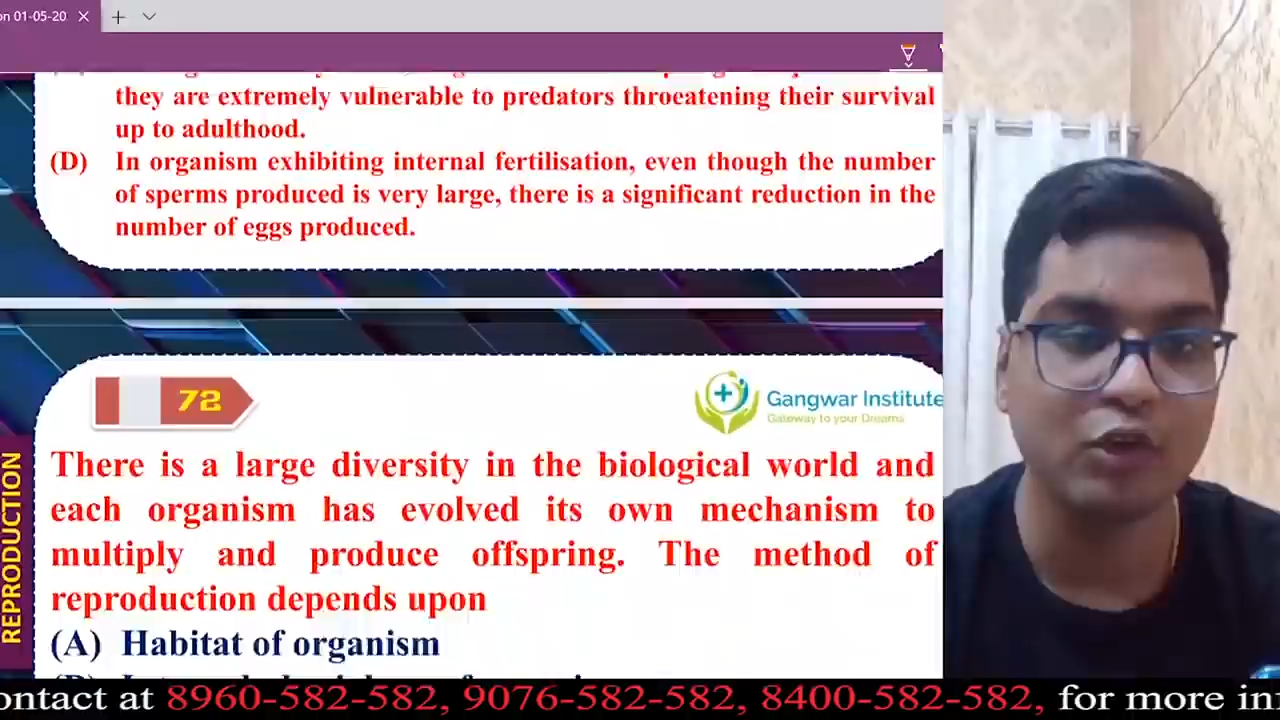 on 01-05-20
they are extremely vulnerable to predators throeatening their survival
up to adulthood.
(D) In organism exhibiting internal fertilisation, even though the number
of sperms produced is very large, there is a significant reduction in the
number of eggs produced.
72
Gangwar Institute
Gateway to your Dreams
REPRODUCTION
There is a large diversity in the biological world and
each organism has evolved its own mechanism to
multiply and produce offspring. The method of
reproduction depends upon
(A) Habitat of organism
ontact at 8960-582-582, 9076-582-582, 8400-582-582, for more in